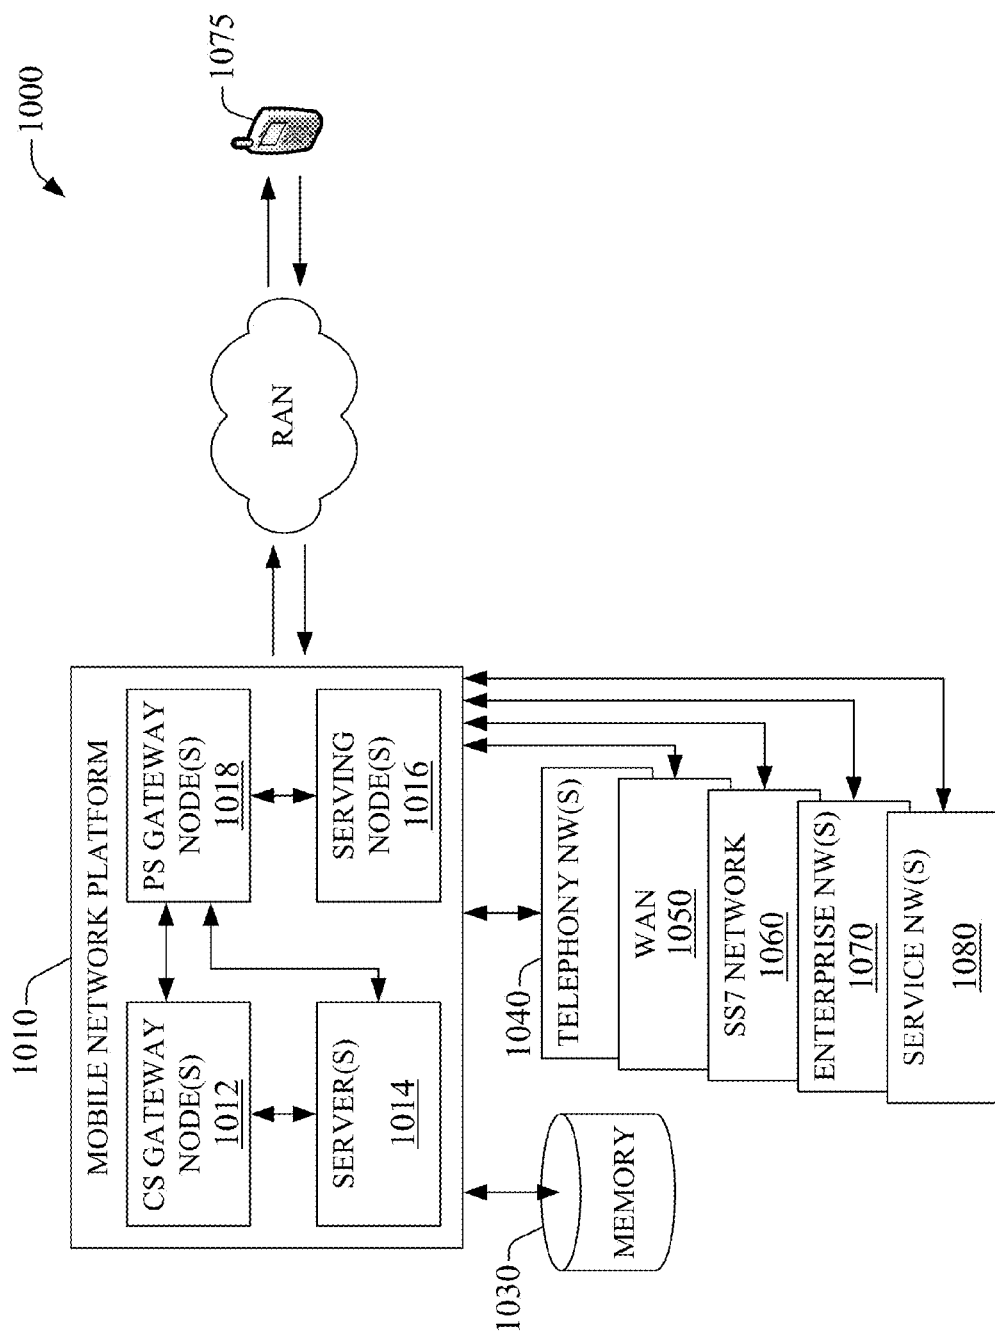 1000
1010
MOBILE NETWORK PLATFORM
CS GATEWAY
NODE(S)
1012
PS GATEWAY
NODE(S)
1018
SERVER(S)
1014
SERVING
NODE(S)
1016
RAN
1075
1030
MEMORY
1040
TELEPHONY NW(S)
WAN
1050
SS7 NETWORK
1060
ENTERPRISE NW(S)
1070
SERVICE NW(S)
1080